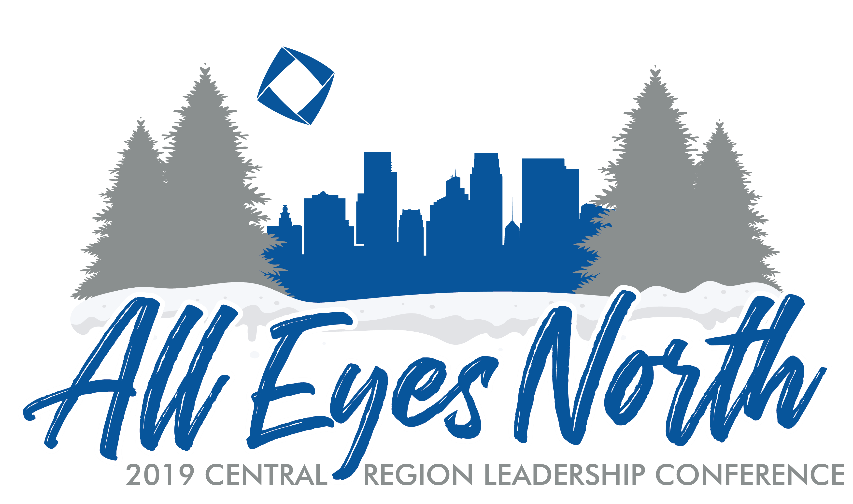 All Eyes North
2019 CENTRAL REGION LEADERSHIP CONFERENCE